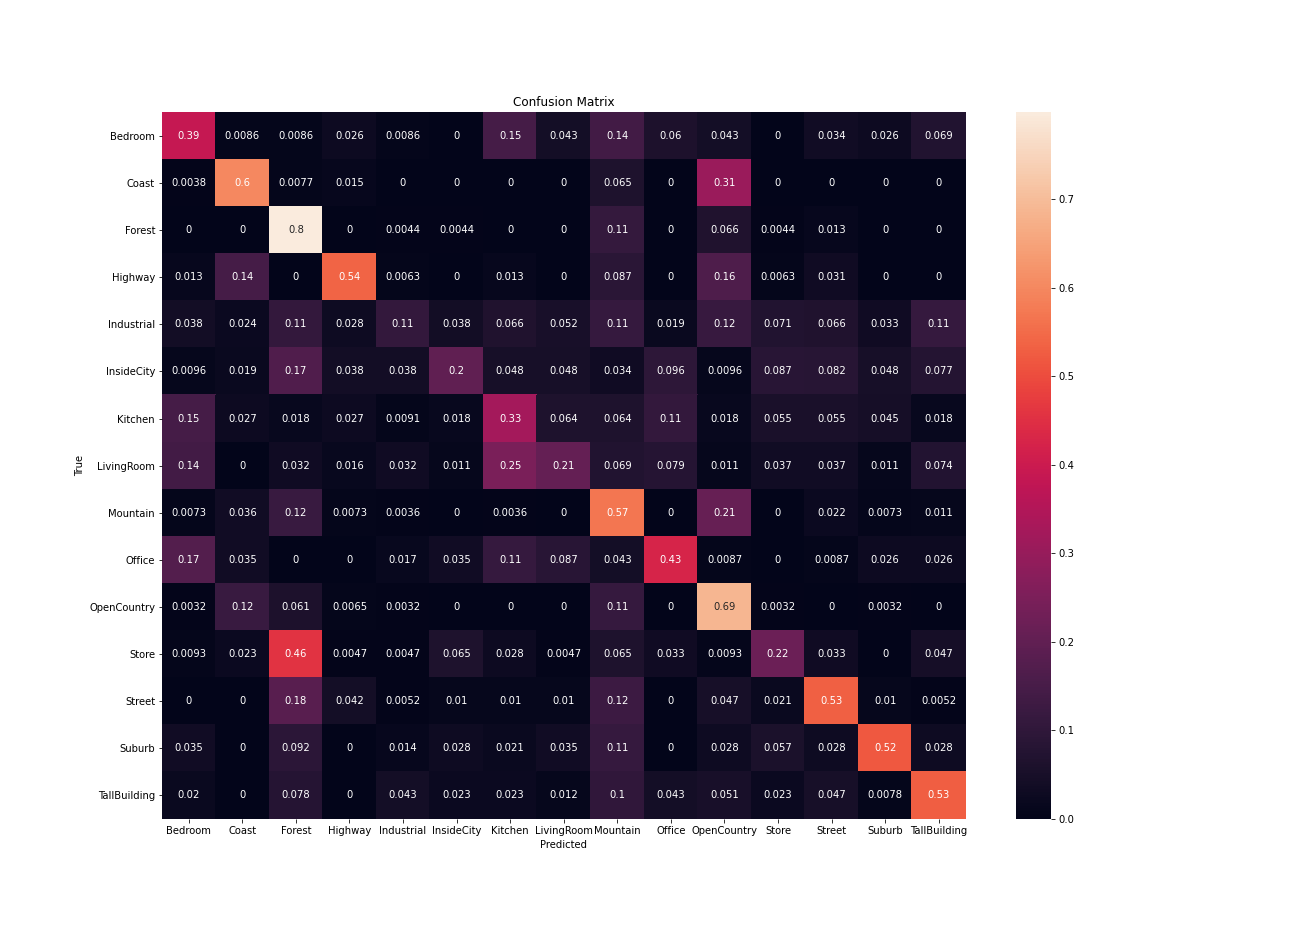 Confusion Matrix
Bedroom 0.39 0.0086 0.0086 0.026 0.0086 0 0.15 0.043 0.14 0.06 0.043 0 0.034 0.026 0.069
Coast 0.0038 0.6 0.0077 0.015 0 0 0 0 0.065 0 0.31 0 0 0 0
0.7
Forest 0 0 0.8 0 0.0044 0.0044 0 0 0.11 0 0.066 0.0044 0.013 0 0
Highway 0.013 0.14 0 0.54 0.0063 0 0.013 0 0.087 0 0.16 0.0063 0.031 0 0
0.6
Industrial 0.038 0.024 0.11 0.028 0.11 0.038 0.066 0.052 0.11 0.019 0.12 0.071 0.066 0.033 0.11
InsideCity 0.0096 0.019 0.17 0.038 0.038 0.2 0.048 0.048 0.034 0.096 0.0096 0.087 0.082 0.048 0.077
0.5
Kitchen 0.15 0.027 0.018 0.027 0.0091 0.018 0.33 0.064 0.064 0.11 0.018 0.055 0.055 0.045 0.018
True
LivingRoom 0.14 0 0.032 0.016 0.032 0.011 0.25 0.21 0.069 0.079 0.011 0.037 0.037 0.011 0.074
0.4
Mountain 0.0073 0.036 0.12 0.0073 0.0036 0 0.0036 0 0.57 0 0.21 0 0.022 0.0073 0.011
Office 0.17 0.035 0 0 0.017 0.035 0.11 0.087 0.043 0.43 0.0087 0 0.0087 0.026 0.026
0.3
OpenCountry 0.0032 0.12 0.061 0.0065 0.0032 0 0 0 0.11 0 0.69 0.0032 0 0.0032 0
Store 0.0093 0.023 0.46 0.0047 0.0047 0.065 0.028 0.0047 0.065 0.033 0.0093 0.22 0.033 0 0.047
0.2
Street 0 0 0.18 0.042 0.0052 0.01 0.01 0.01 0.12 0 0.047 0.021 0.53 0.01 0.0052
0.1
Suburb 0.035 0 0.092 0 0.014 0.028 0.021 0.035 0.11 0 0.028 0.057 0.028 0.52 0.028
TallBuilding 0.02 0 0.078 0 0.043 0.023 0.023 0.012 0.1 0.043 0.051 0.023 0.047 0.0078 0.53
0.0
Bedroom Coast Forest Highway Industrial InsideCity Kitchen LivingRoom Mountain Office OpenCountry Store Street Suburb TallBuilding
Predicted